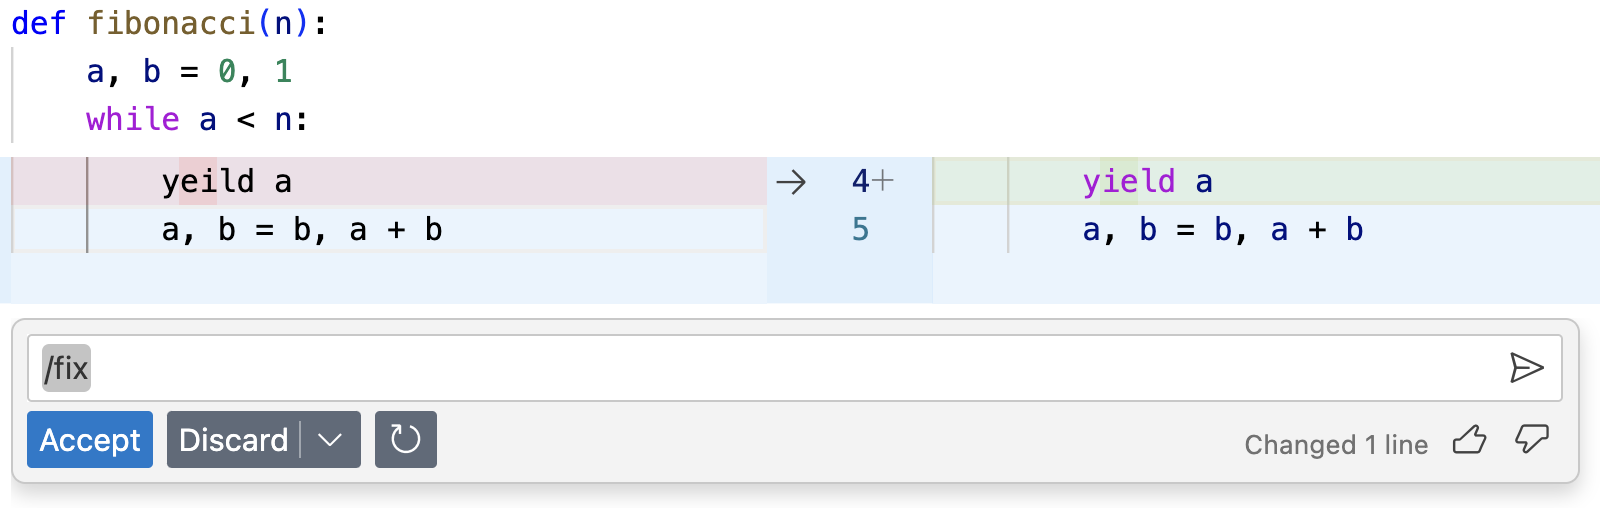 def fibonacci(n):
    a, b = 0, 1
    while a < n:
        yeild a → 4+ yield a
        a, b = b, a + b 5 a, b = b, a + b
/fix
Accept Discard Changed 1 line